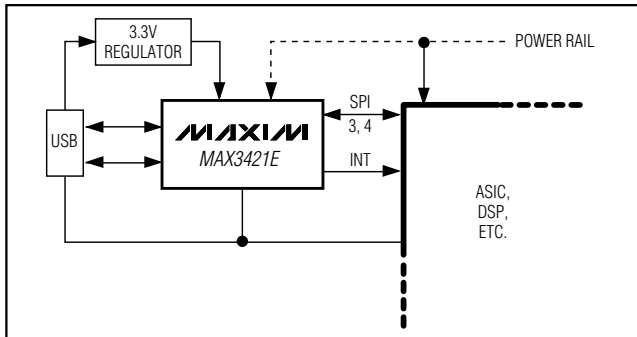 3.3V
REGULATOR
POWER RAIL
USB
MAXIM
MAX3421E
SPI
3, 4
INT
ASIC,
DSP,
ETC.